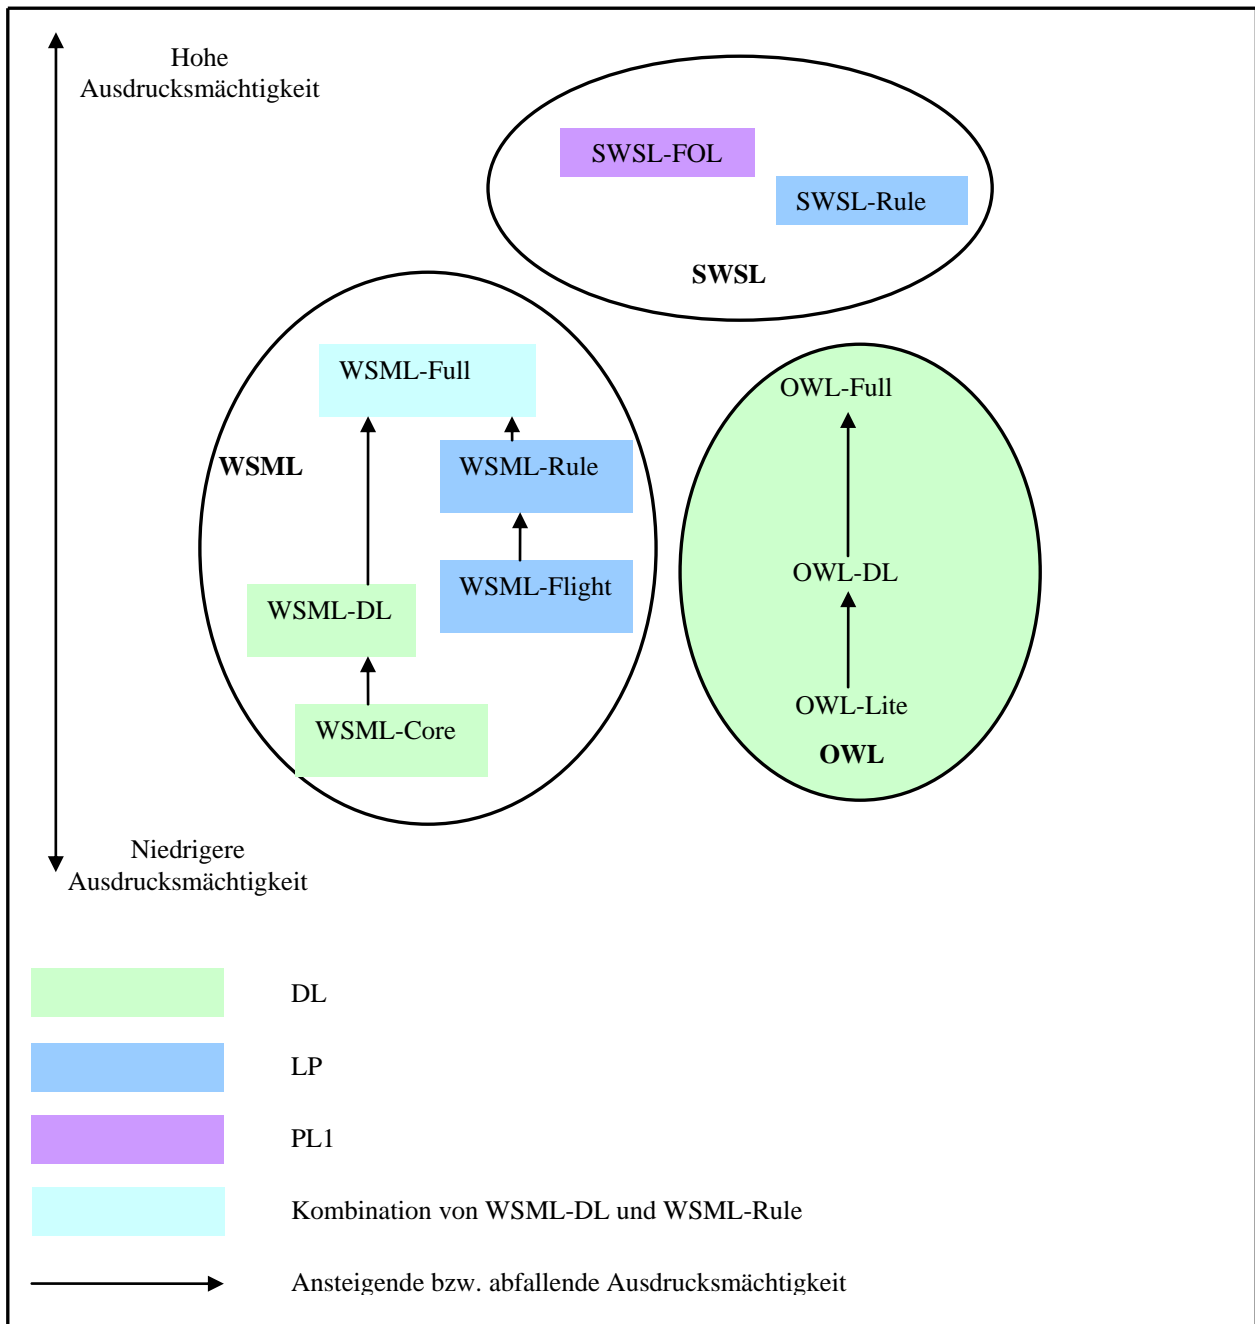 Hohe
Ausdrucksmächtigkeit
SWSL-FOL
SWSL-Rule
SWSL
WSML-Full
WSML
WSML-Rule
WSML-Flight
WSML-DL
WSML-Core
OWL-Full
OWL-DL
OWL-Lite
OWL
Niedrigere
Ausdrucksmächtigkeit
DL
LP
PL1
Kombination von WSML-DL und WSML-Rule
Ansteigende bzw. abfallende Ausdrucksmächtigkeit